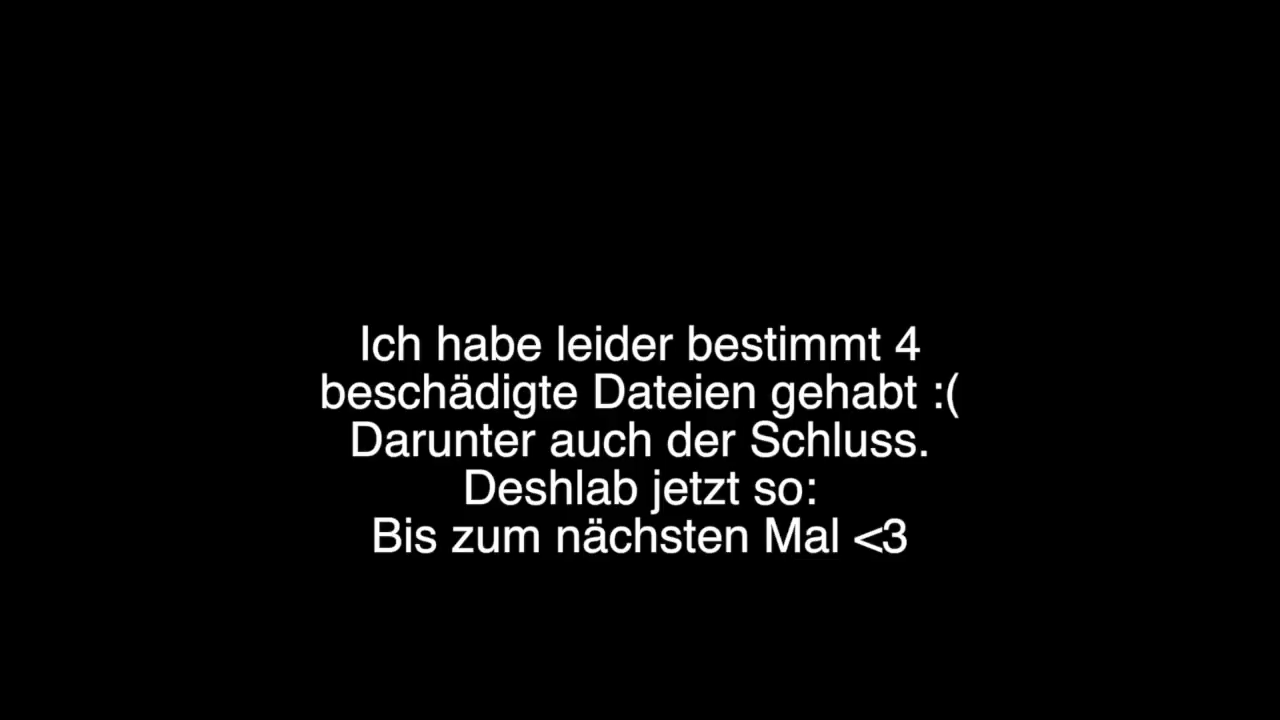 Ich habe leider bestimmt 4
beschädigte Dateien gehabt :(
Darunter auch der Schluss.
Deshlab jetzt so:
Bis zum nächsten Mal <3